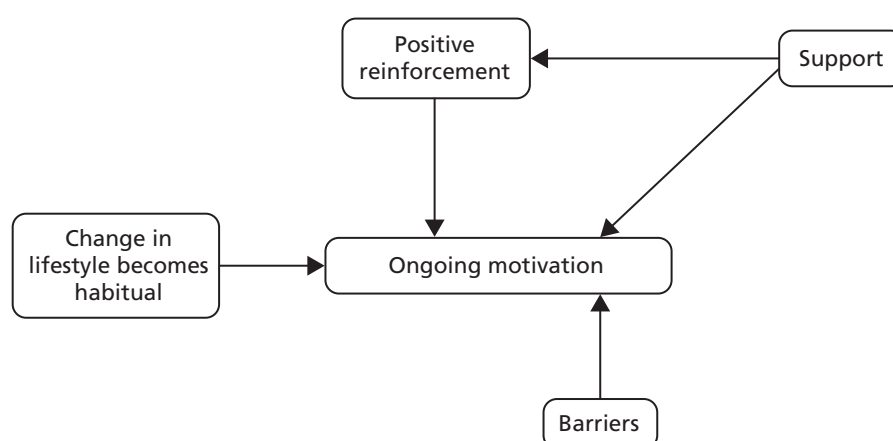 Positive
reinforcement
Support
Change in
lifestyle becomes
habitual
Ongoing motivation
Barriers